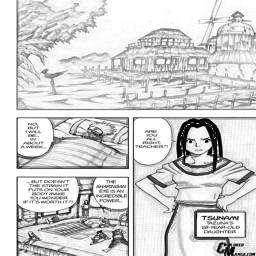 ARE
YOU
ALL
RIGHT,
TEACHER?!
NO,
BUT
I WILL
BE...
IN
ABOUT
A WEEK...
TSUNAMI
TAZUNA'S
28-YEAR-OLD
DAUGHTER
THE
SHARINGAN
EYE IS AN
INCREDIBLE
POWER...
...BUT DOESN'T
THE STRAIN IT
PUTS ON YOUR
BODY MAKE
YOU WONDER
IF IT'S WORTH IT?!